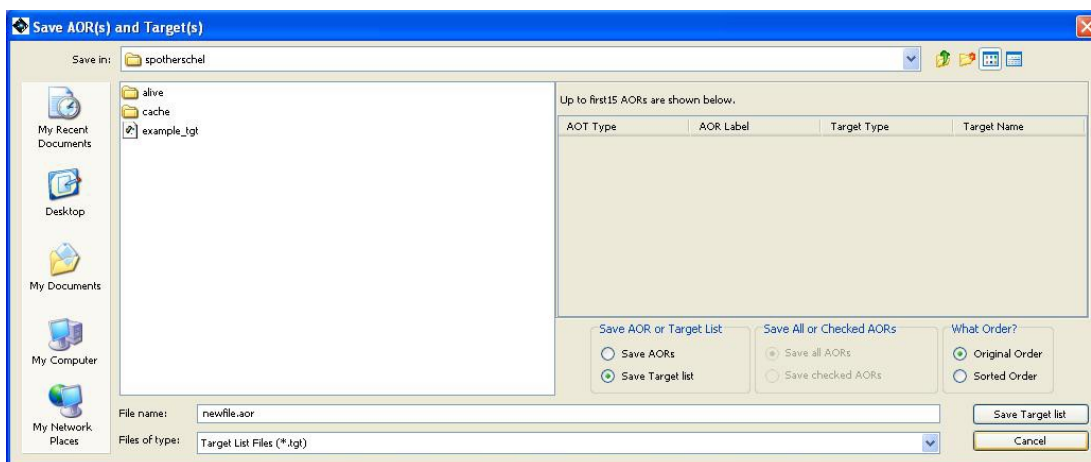 Save AOR(s) and Target(s)
Save in:
spotherschel
My Recent
Documents
Desktop
My Documents
My Computer
My Network
Places
alive
cache
example_tgt
Up to first15 AORs are shown below.
AOT Type AOR Label Target Type Target Name
Save AOR or Target List
Save AORs
Save Target list
Save All or Checked AORs
Save all AORs
Save checked AORs
What Order?
Original Order
Sorted Order
File name: newfile.aor
Save Target list
Files of type: Target List Files (*.tgt)
Cancel